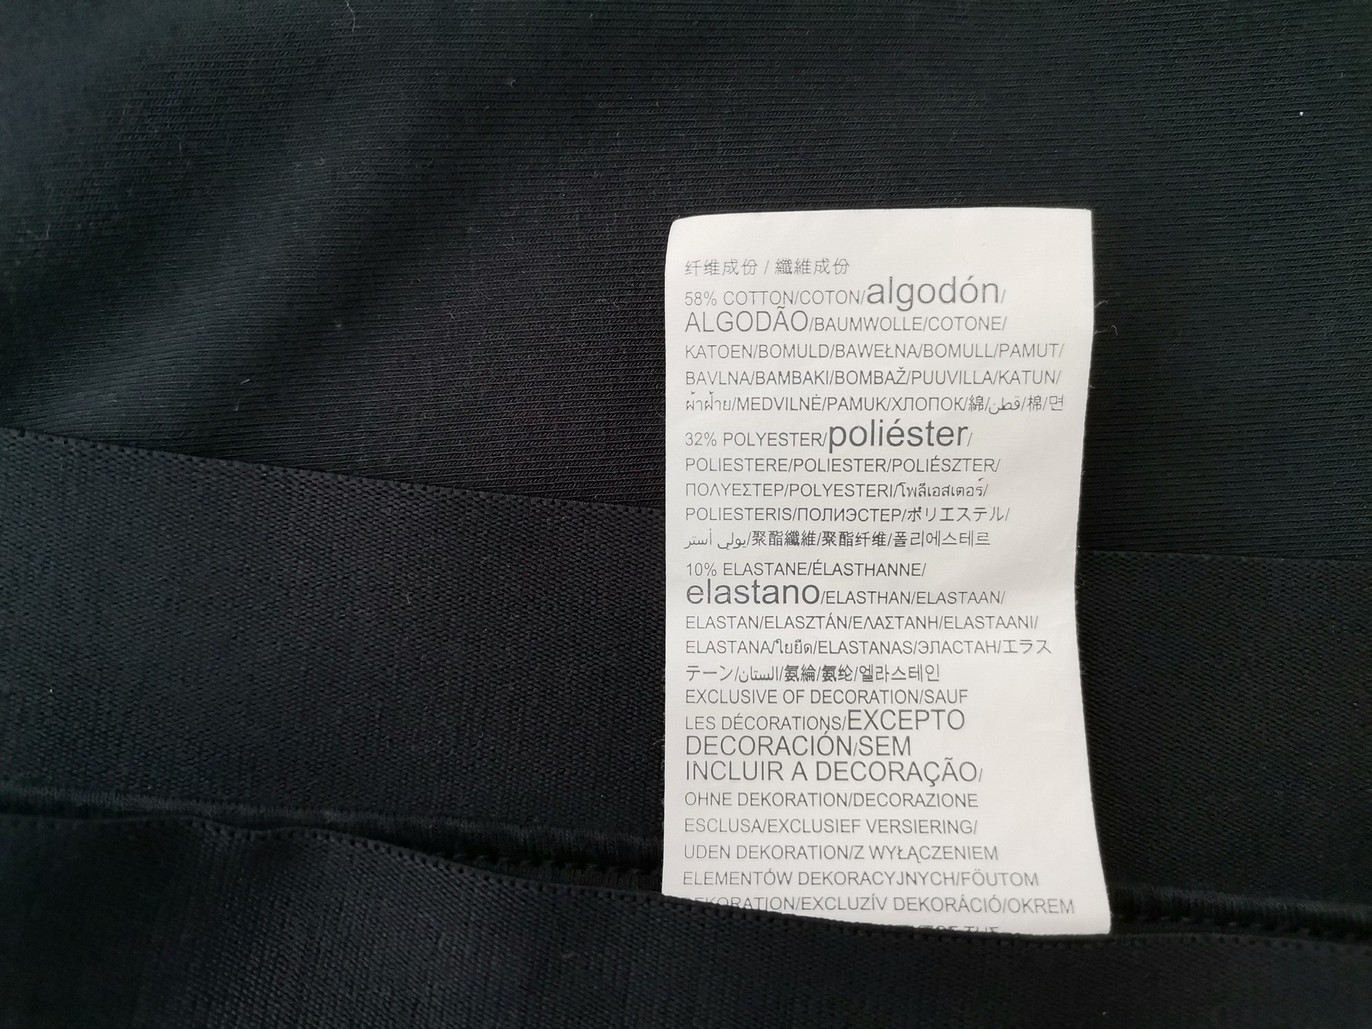 纤维成份 / 纖維成份
58% COTTON/COTON/algodón/
ALGODÃO/BAUMWOLLE/COTONE/
KATOEN/BOMULD/BAWEŁNA/BOMULL/PAMUT/
BAVLNA/BAMBAKI/BOMBAŽ/PUUVILLA/KATUN/
ผ้าฝ้าย/MEDVILNĖ/PAMUK/ХЛОПОК/綿/قطن/棉/면
32% POLYESTER/poliéster/
POLIESTERE/POLIESTER/POLIÉSZTER/
ΠΟΛΥΕΣΤΕΡ/POLYESTERI/โพลีเอสเตอร์/
POLIESTERIS/ПОЛИЭСТЕР/ポリエステル/
يولي أستر/聚酯纖維/聚酯纤维/폴리에스테르
10% ELASTANE/ÉLASTHANNE/
elastano/ELASTHAN/ELASTAAN/
ELASTAN/ELASZTÁN/ΕΛΑΣΤΑΝΗ/ELASTAANI/
ELASTANA/ใยยืด/ELASTANAS/ЭЛАСТАН/エラス
テーン/الستان/氨綸/氨纶/엘라스테인
EXCLUSIVE OF DECORATION/SAUF
LES DÉCORATIONS/EXCEPTO
DECORACIÓN/SEM
INCLUIR A DECORAÇÃO/
OHNE DEKORATION/DECORAZIONE
ESCLUSA/EXCLUSIEF VERSIERING/
UDEN DEKORATION/Z WYŁĄCZENIEM
ELEMENTÓW DEKORACYJNYCH/FÖUTOM
DEKORATION/EXCLUZÍV DEKORÁCIÓ/OKREM